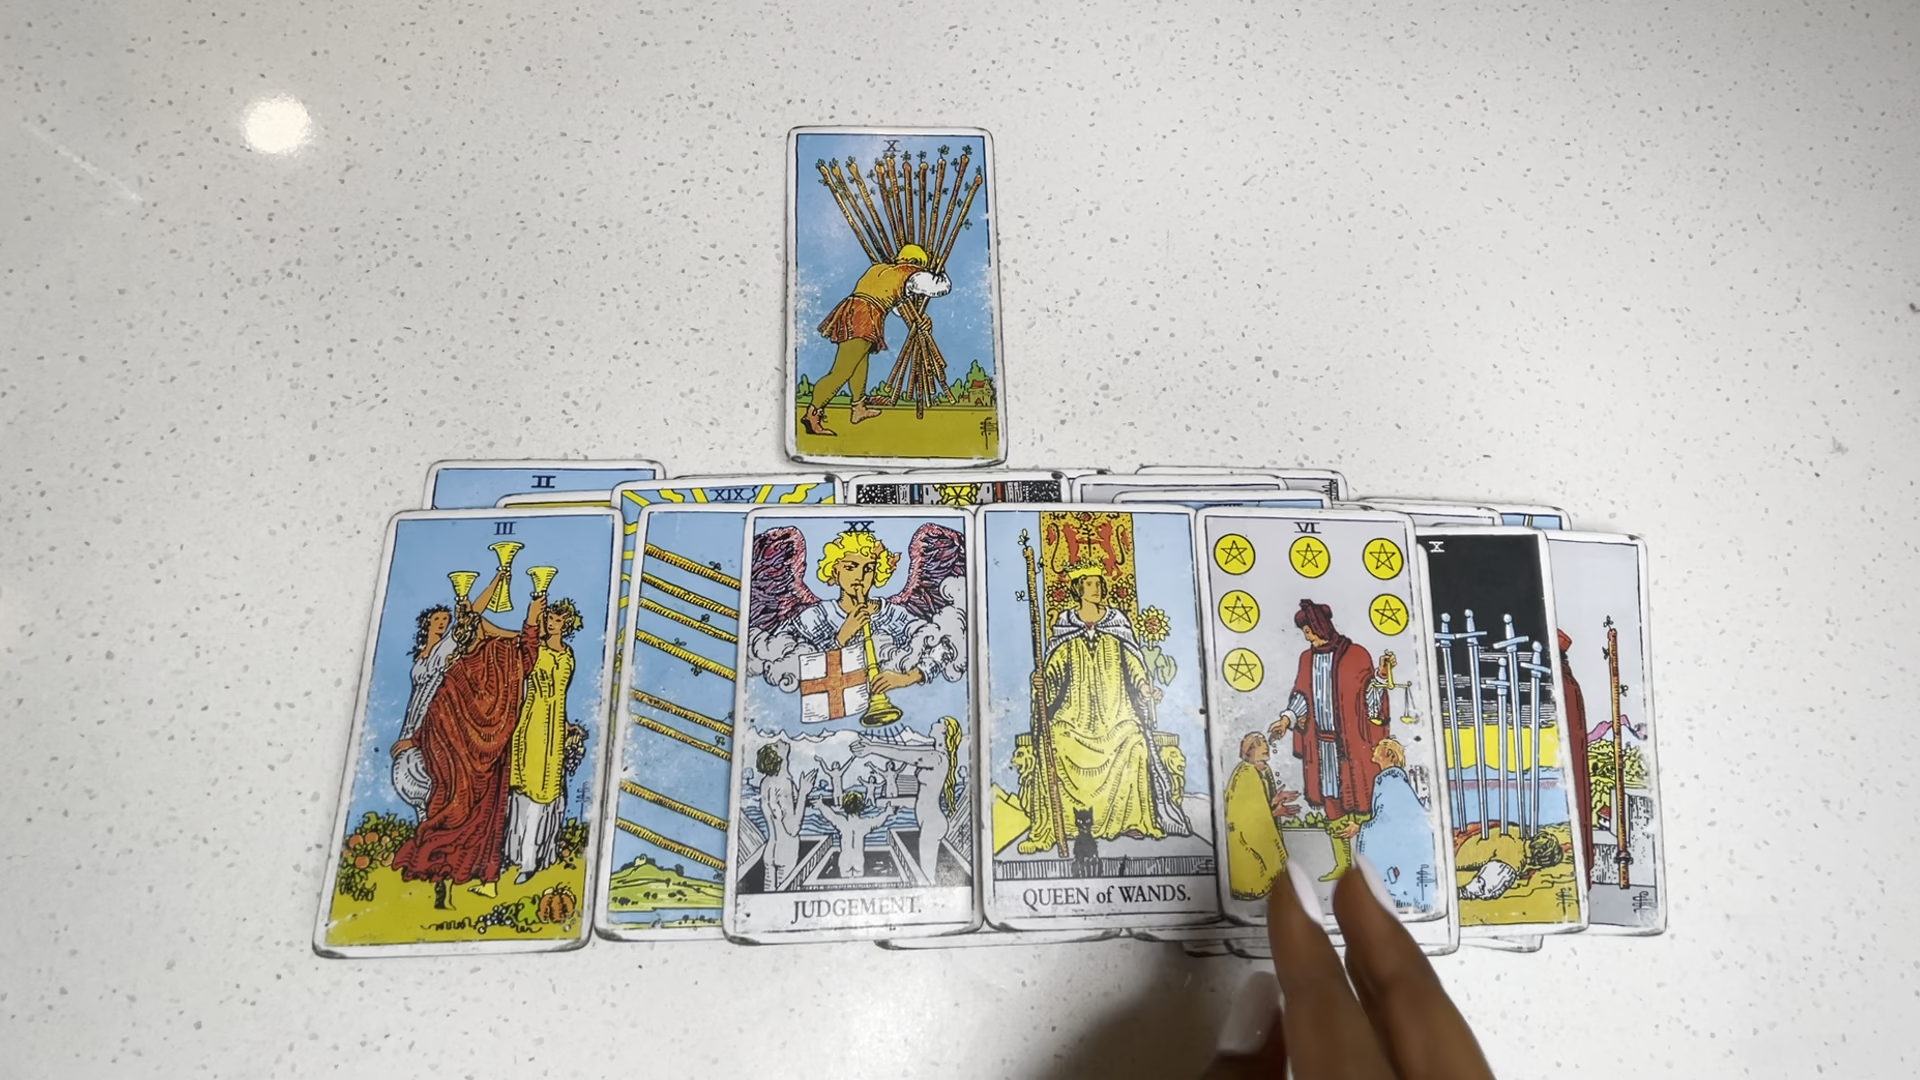 X
II
XIX
III
XX
VI
X
JUDGEMENT.
QUEEN of WANDS.